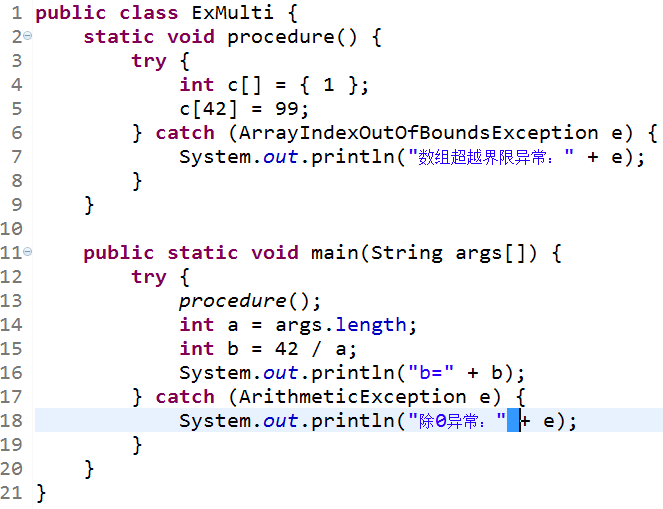 1 public class ExMulti {
2     static void procedure() {
3         try {
4             int c[] = { 1 };
5             c[42] = 99;
6         } catch (ArrayIndexOutOfBoundsException e) {
7             System.out.println("数组超越界限异常：" + e);
8         }
9     }
10
11     public static void main(String args[]) {
12         try {
13             procedure();
14             int a = args.length;
15             int b = 42 / a;
16             System.out.println("b=" + b);
17         } catch (ArithmeticException e) {
18             System.out.println("除0异常：" + e);
19         }
20     }
21 }